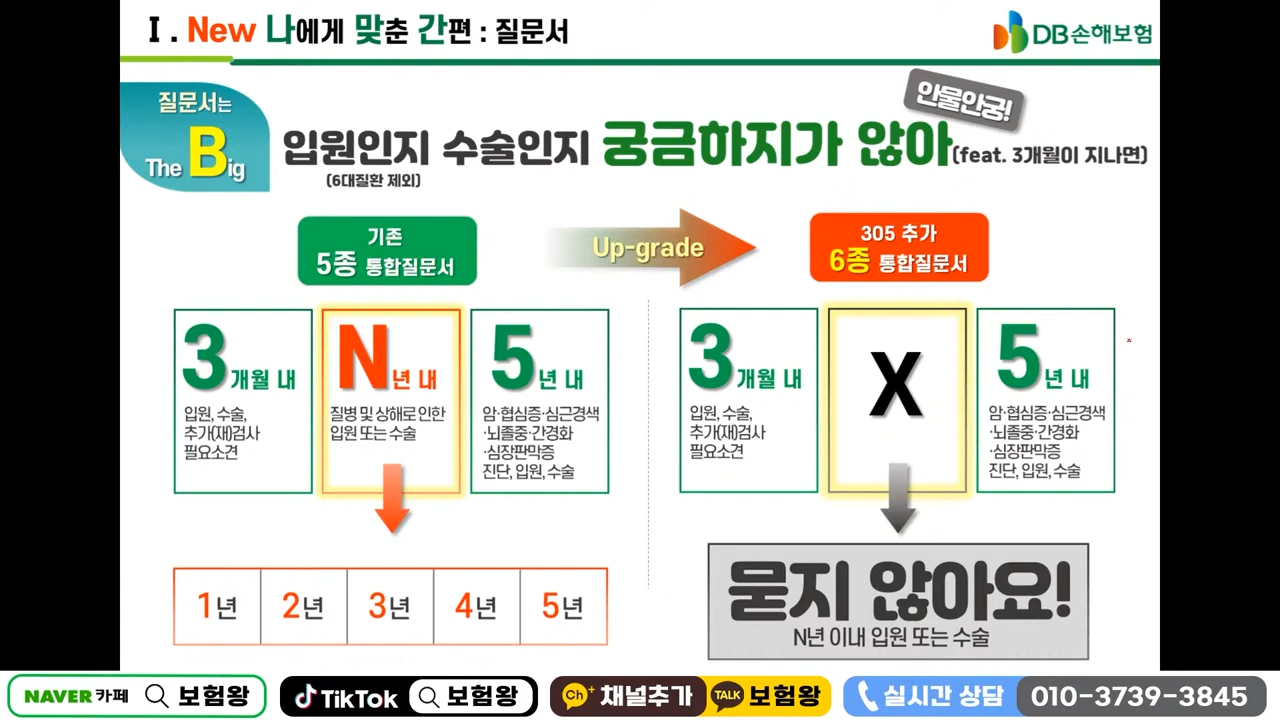 Ⅰ. New 나에게 맞춘 간편 : 질문서
DB손해보험
질문서는
The Big
안물안궁!
입원인지 수술인지 궁금하지가 않아(feat. 3개월이 지나면)
(6대질환 제외)
기존
5종 통합질문서
Up-grade
305 추가
6종 통합질문서
3개월 내
입원, 수술,
추가(재)검사
필요소견
N년 내
질병 및 상해로 인한
입원 또는 수술
5년 내
암·협심증·심근경색
·뇌졸중·간경화
·심장판막증
진단, 입원, 수술
1년 2년 3년 4년 5년
3개월 내
입원, 수술,
추가(재)검사
필요소견
X
5년 내
암·협심증·심근경색
·뇌졸중·간경화
·심장판막증
진단, 입원, 수술
묻지 않아요!
N년 이내 입원 또는 수술
NAVER 카페 보험왕
TikTok 보험왕
Ch+ 채널추가 TALK 보험왕
실시간 상담 010-3739-3845